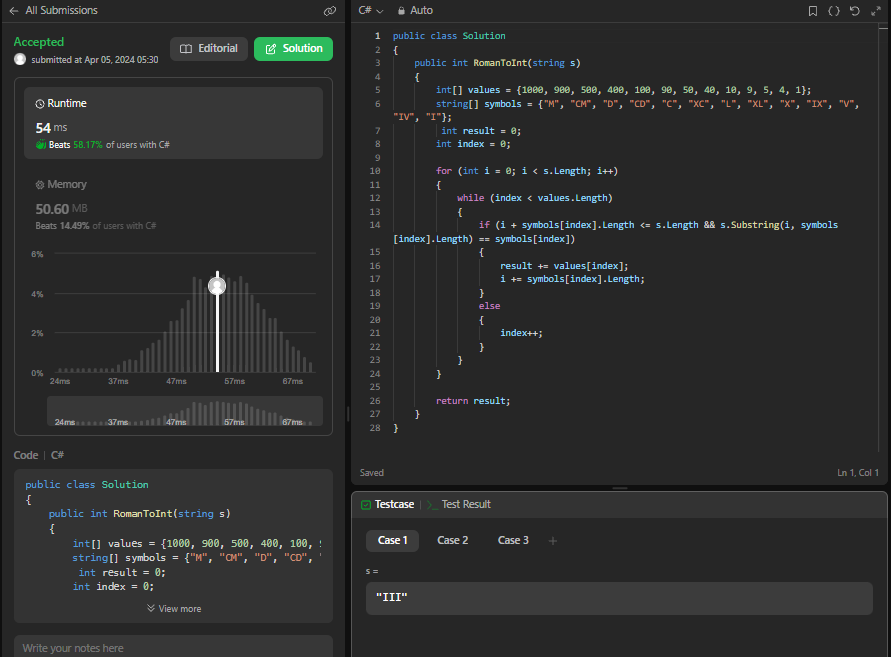 All Submissions
Accepted
submitted at Apr 05, 2024 05:30
Editorial
Solution
Runtime
54 ms
Beats 58.17% of users with C#
Memory
50.60 MB
Beats 14.49% of users with C#
6%
4%
2%
0%
24ms 37ms 47ms 57ms 87ms
24ms 37ms 47ms 57ms 67ms
Code | C#
public class Solution
{
public int RomanToInt(string s)
{
int[] values = {1000, 900, 500, 400, 100,
string[] symbols = {"M", "CM", "D", "CD",
int result = 0;
int index = 0;
View more
Write your notes here
C# Auto
1 public class Solution
2 {
3 public int RomanToInt(string s)
4 {
5 int[] values = {1000, 900, 500, 400, 100, 90, 50, 40, 10, 9, 5, 4, 1};
6 string[] symbols = {"M", "CM", "D", "CD", "C", "XC", "L", "XL", "X", "IX", "V",
"IV", "I"};
7 int result = 0;
8 int index = 0;
9
10 for (int i = 0; i < s.Length; i++)
11 {
12 while (index < values.Length)
13 {
14 if (i + symbols[index].Length <= s.Length && s.Substring(i, symbols
[index].Length) == symbols[index])
15 {
16 result += values[index];
17 i += symbols[index].Length;
18 }
19 else
20 {
21 index++;
22 }
23 }
24 }
25
26 return result;
27 }
28 }
Saved
Ln 1, Col 1
Testcase | >_ Test Result
Case 1 Case 2 Case 3 +
s =
"III"